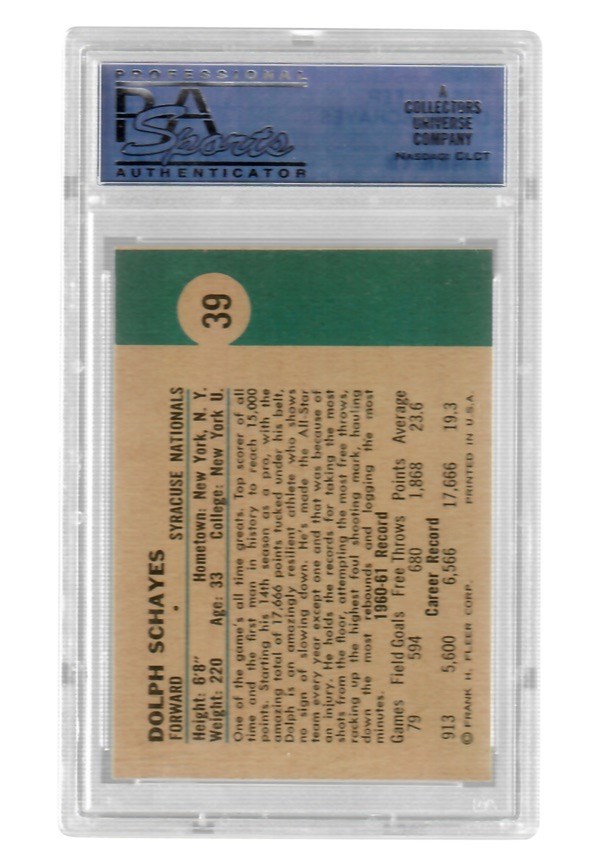 PROFESSIONAL
PSA
Sports
AUTHENTICATOR
A
COLLECTORS
UNIVERSE
COMPANY
NASDAQ: CLCT
39
DOLPH SCHAYES
FORWARD SYRACUSE NATIONALS
Height: 6'8" Hometown: New York, N. Y.
Weight: 220 Age: 33 College: New York U.
One of the game's all time greats. Top scorer of all
time and the first man in history to reach 15,000
points. Starting his 14th season as a pro, with the
amazing total of 17,666 points tucked under his belt,
Dolph is an amazingly resilient athlete who shows
no sign of slowing down. He's made the All-Star
team every year except one and that was because of
an injury. He holds the records for taking the most
shots from the floor, attempting the most free throws,
racking up the highest foul shooting mark, hauling
down the most rebounds and logging the most
minutes.
1960-61 Record
Games Field Goals Free Throws Points Average
79 594 680 1,868 23.6
Career Record
913 5,600 6,566 17,666 19.3
© FRANK H. FLEER CORP. PRINTED IN U.S.A.